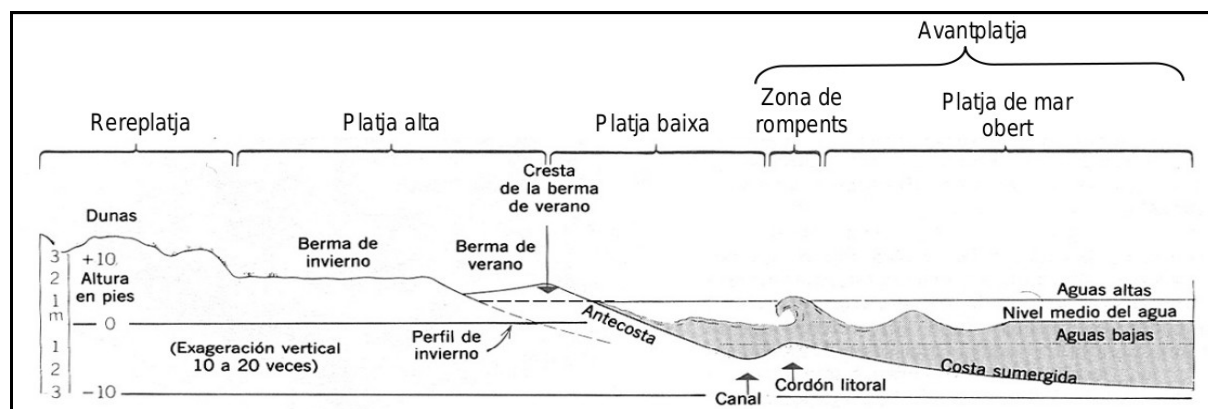 Avantplatja
Rereplatja
Platja alta
Platja baixa
Zona de
rompents
Platja de mar
obert
Cresta
de la berma
de verano
Dunas
Berma de
invierno
Berma de
verano
3
+10
2
Altura
en pies
1
m
0
1
2
3
-10
(Exageración vertical
10 a 20 veces)
Perfil de
invierno
Antecosta
Aguas altas
Nivel medio del agua
Aguas bajas
Costa sumergida
Canal
Cordón litoral